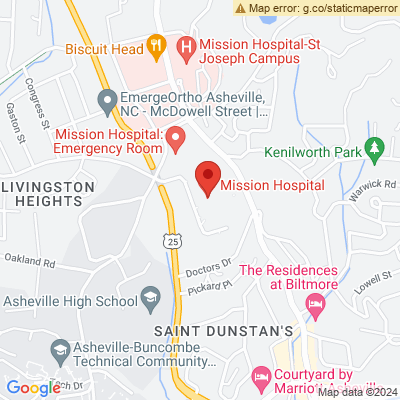 Map error: g.co/staticmaperror
Biscuit Head
Mission Hospital-St
Joseph Campus
Congress St
Gaston St
EmergeOrtho Asheville,
NC - McDowell Street |...
Mission Hospital:
Emergency Room
Kenilworth Park
LIVINGSTON
HEIGHTS
Mission Hospital
Warwick Rd
25
Oakland Rd
Doctors Dr
Pickard Pl
The Residences
at Biltmore
Lowell St
Asheville High School
SAINT DUNSTAN'S
Asheville-Buncombe
Technical Community...
Courtyard by
Marriott Asheville
Google
Tech Dr
Map data ©2024